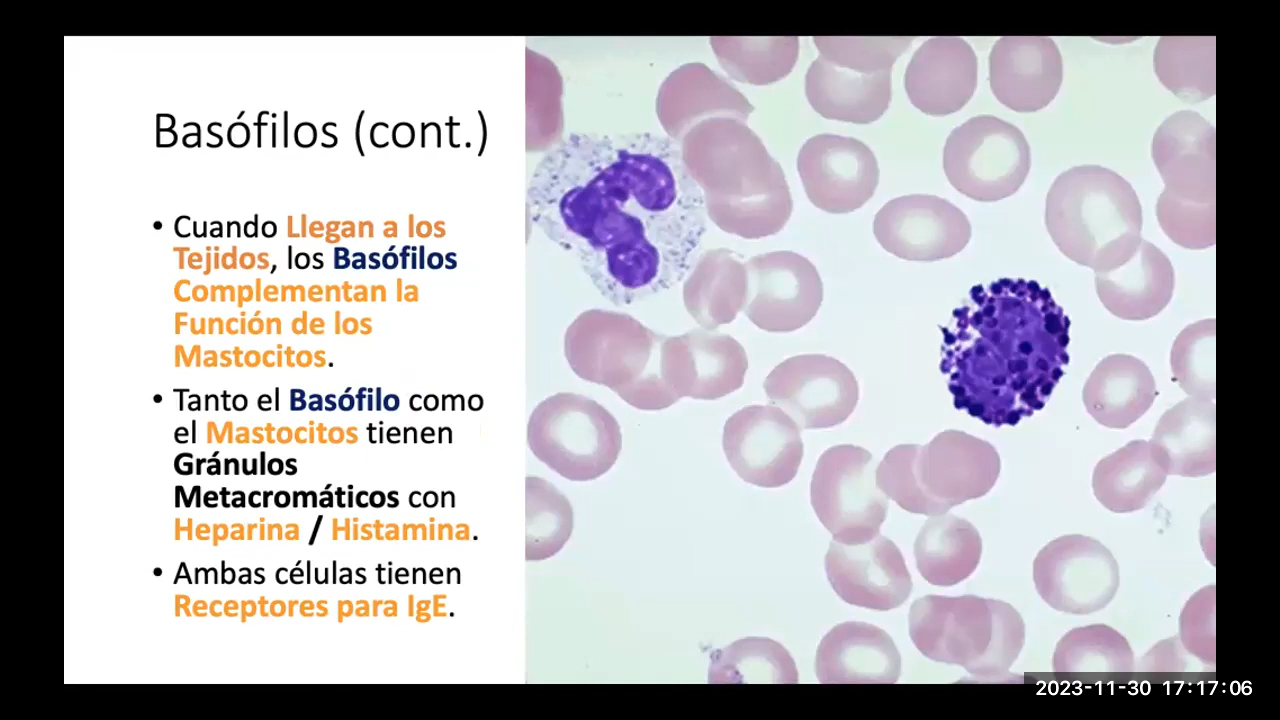 Basófilos (cont.)
• Cuando Llegan a los
Tejidos, los Basófilos
Complementan la
Función de los
Mastocitos.
• Tanto el Basófilo como
el Mastocitos tienen
Gránulos
Metacromáticos con
Heparina / Histamina.
• Ambas células tienen
Receptores para IgE.
2023-11-30 17:17:06